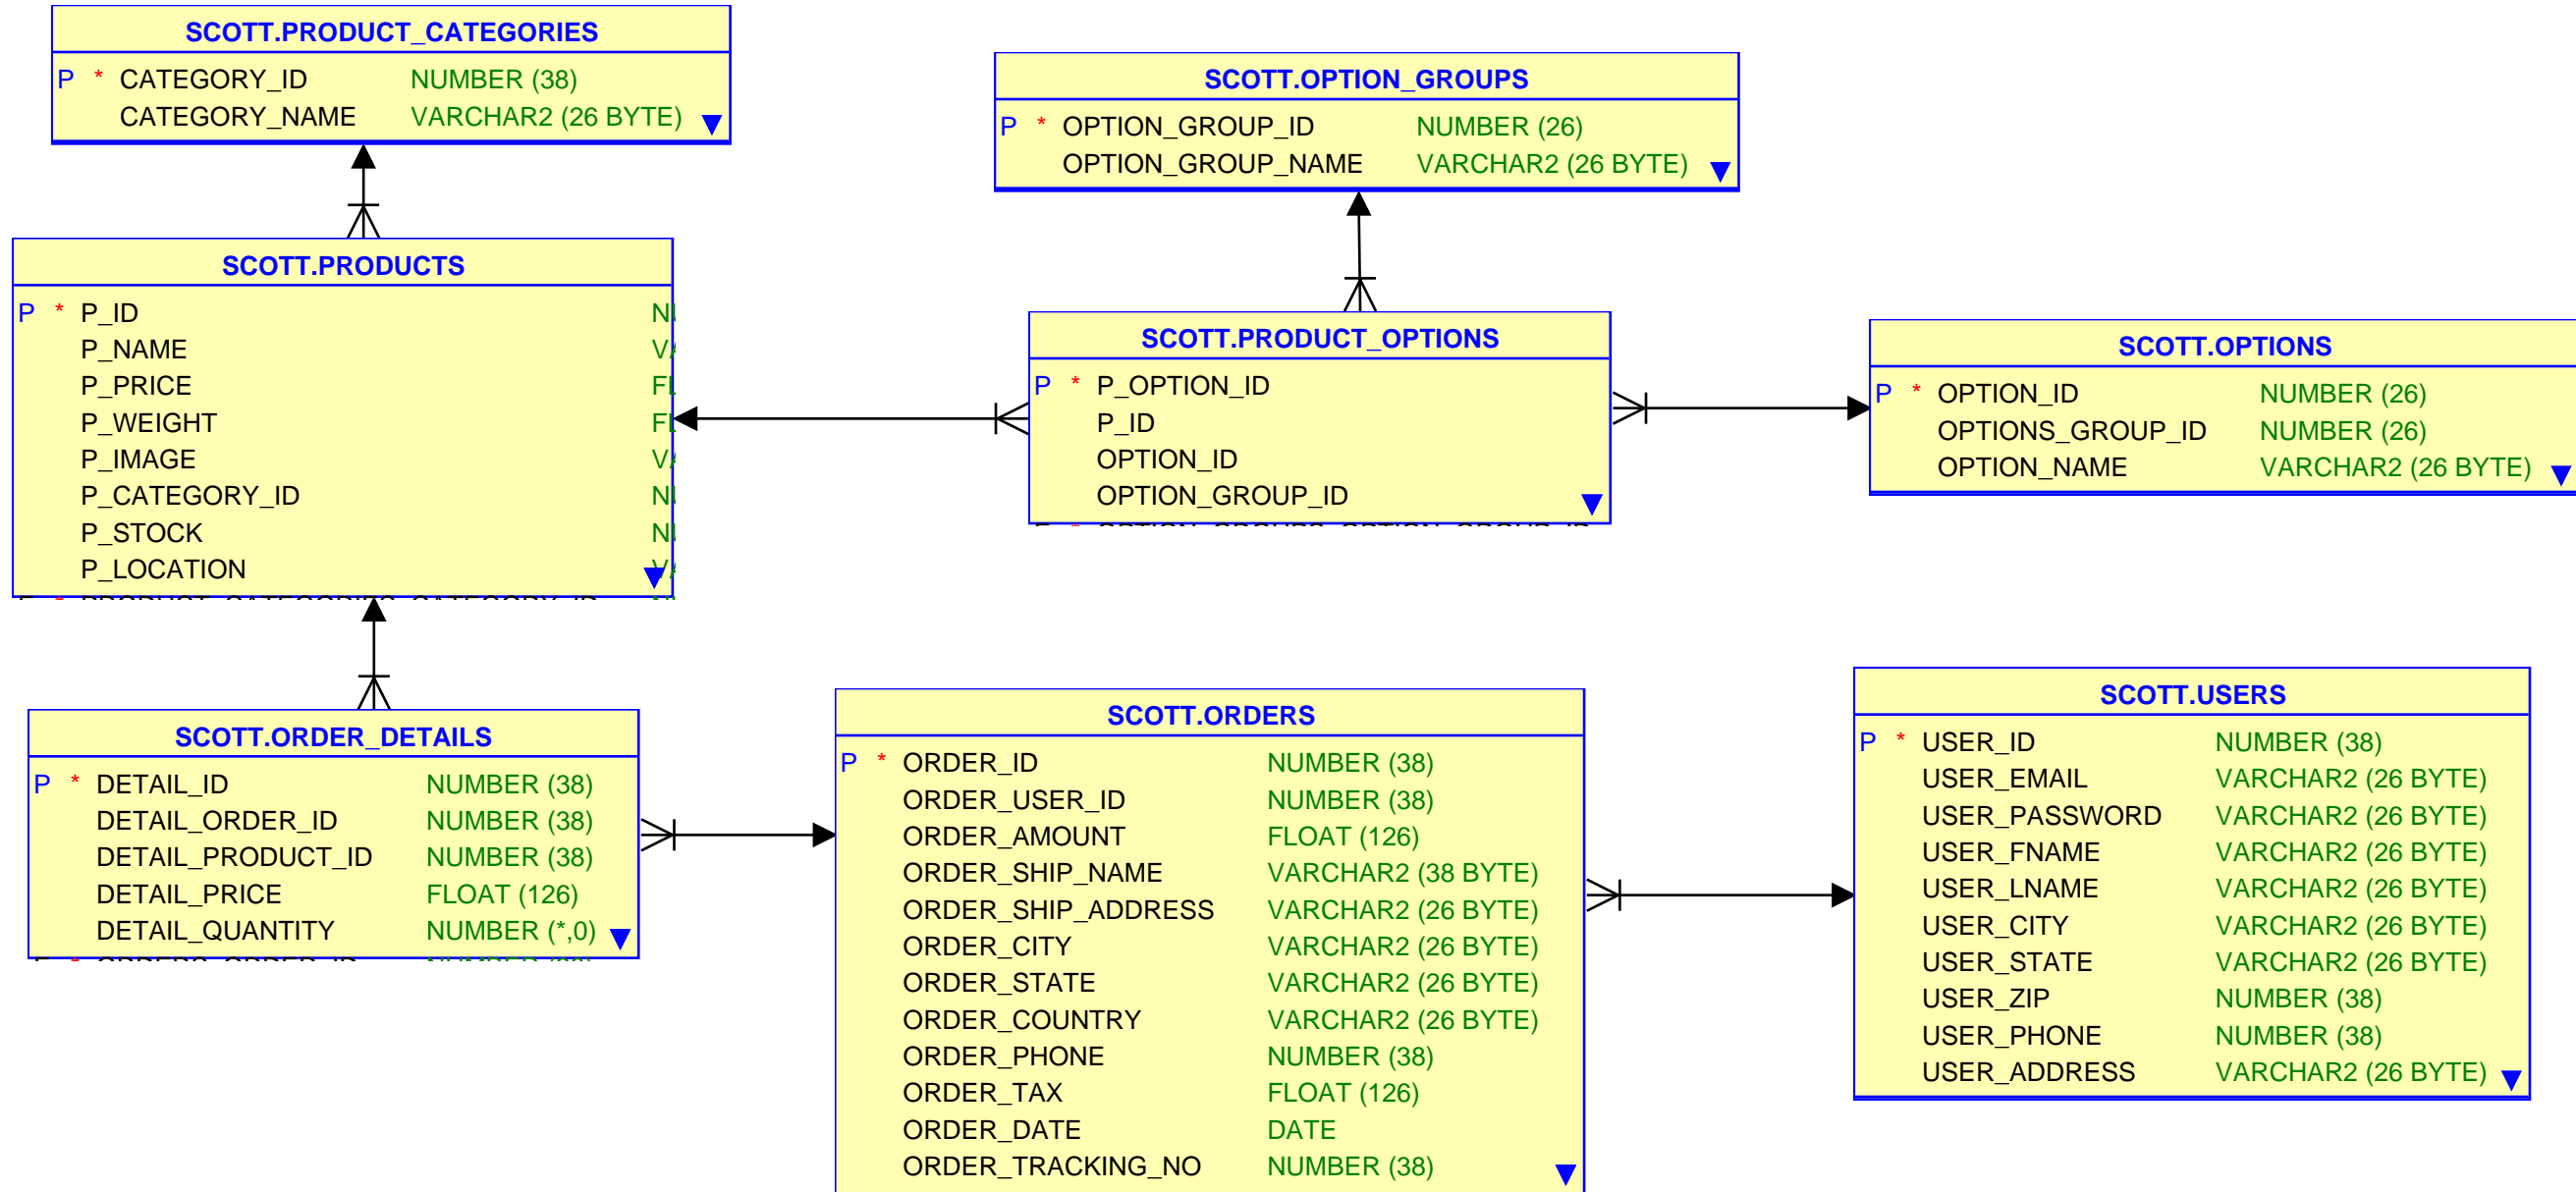 SCOTT.PRODUCT_CATEGORIES
P * CATEGORY_ID NUMBER (38)
CATEGORY_NAME VARCHAR2 (26 BYTE)
SCOTT.OPTION_GROUPS
P * OPTION_GROUP_ID NUMBER (26)
OPTION_GROUP_NAME VARCHAR2 (26 BYTE)
SCOTT.PRODUCTS
P * P_ID
P_NAME
P_PRICE
P_WEIGHT
P_IMAGE
P_CATEGORY_ID
P_STOCK
P_LOCATION
SCOTT.PRODUCT_OPTIONS
P * P_OPTION_ID
P_ID
OPTION_ID
OPTION_GROUP_ID
SCOTT.OPTIONS
P * OPTION_ID NUMBER (26)
OPTIONS_GROUP_ID NUMBER (26)
OPTION_NAME VARCHAR2 (26 BYTE)
SCOTT.ORDER_DETAILS
P * DETAIL_ID NUMBER (38)
DETAIL_ORDER_ID NUMBER (38)
DETAIL_PRODUCT_ID NUMBER (38)
DETAIL_PRICE FLOAT (126)
DETAIL_QUANTITY NUMBER (*,0)
SCOTT.ORDERS
P * ORDER_ID NUMBER (38)
ORDER_USER_ID NUMBER (38)
ORDER_AMOUNT FLOAT (126)
ORDER_SHIP_NAME VARCHAR2 (38 BYTE)
ORDER_SHIP_ADDRESS VARCHAR2 (26 BYTE)
ORDER_CITY VARCHAR2 (26 BYTE)
ORDER_STATE VARCHAR2 (26 BYTE)
ORDER_COUNTRY VARCHAR2 (26 BYTE)
ORDER_PHONE NUMBER (38)
ORDER_TAX FLOAT (126)
ORDER_DATE DATE
ORDER_TRACKING_NO NUMBER (38)
SCOTT.USERS
P * USER_ID NUMBER (38)
USER_EMAIL VARCHAR2 (26 BYTE)
USER_PASSWORD VARCHAR2 (26 BYTE)
USER_FNAME VARCHAR2 (26 BYTE)
USER_LNAME VARCHAR2 (26 BYTE)
USER_CITY VARCHAR2 (26 BYTE)
USER_STATE VARCHAR2 (26 BYTE)
USER_ZIP NUMBER (38)
USER_PHONE NUMBER (38)
USER_ADDRESS VARCHAR2 (26 BYTE)